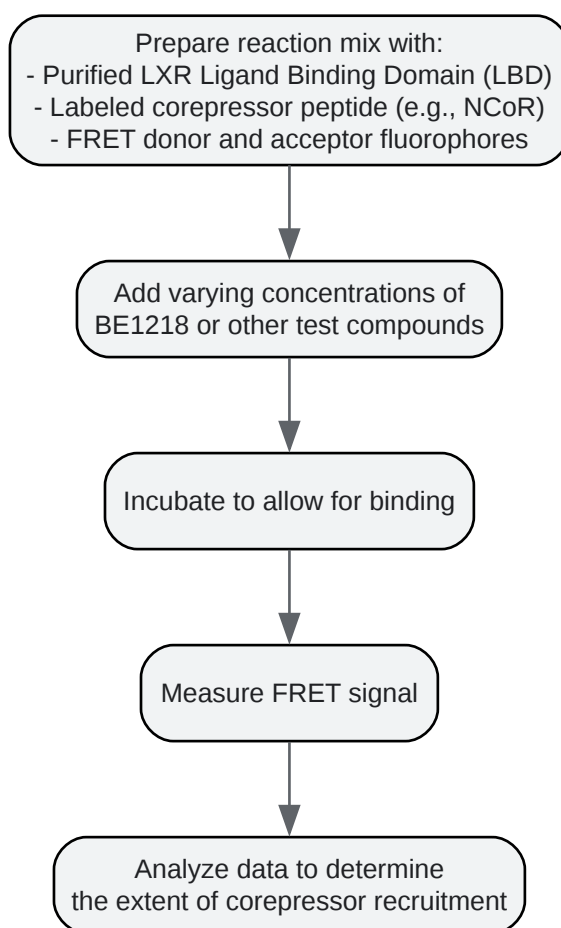 Prepare reaction mix with:
- Purified LXR Ligand Binding Domain (LBD)
- Labeled corepressor peptide (e.g., NCoR)
- FRET donor and acceptor fluorophores
Add varying concentrations of
BE1218 or other test compounds
Incubate to allow for binding
Measure FRET signal
Analyze data to determine
the extent of corepressor recruitment